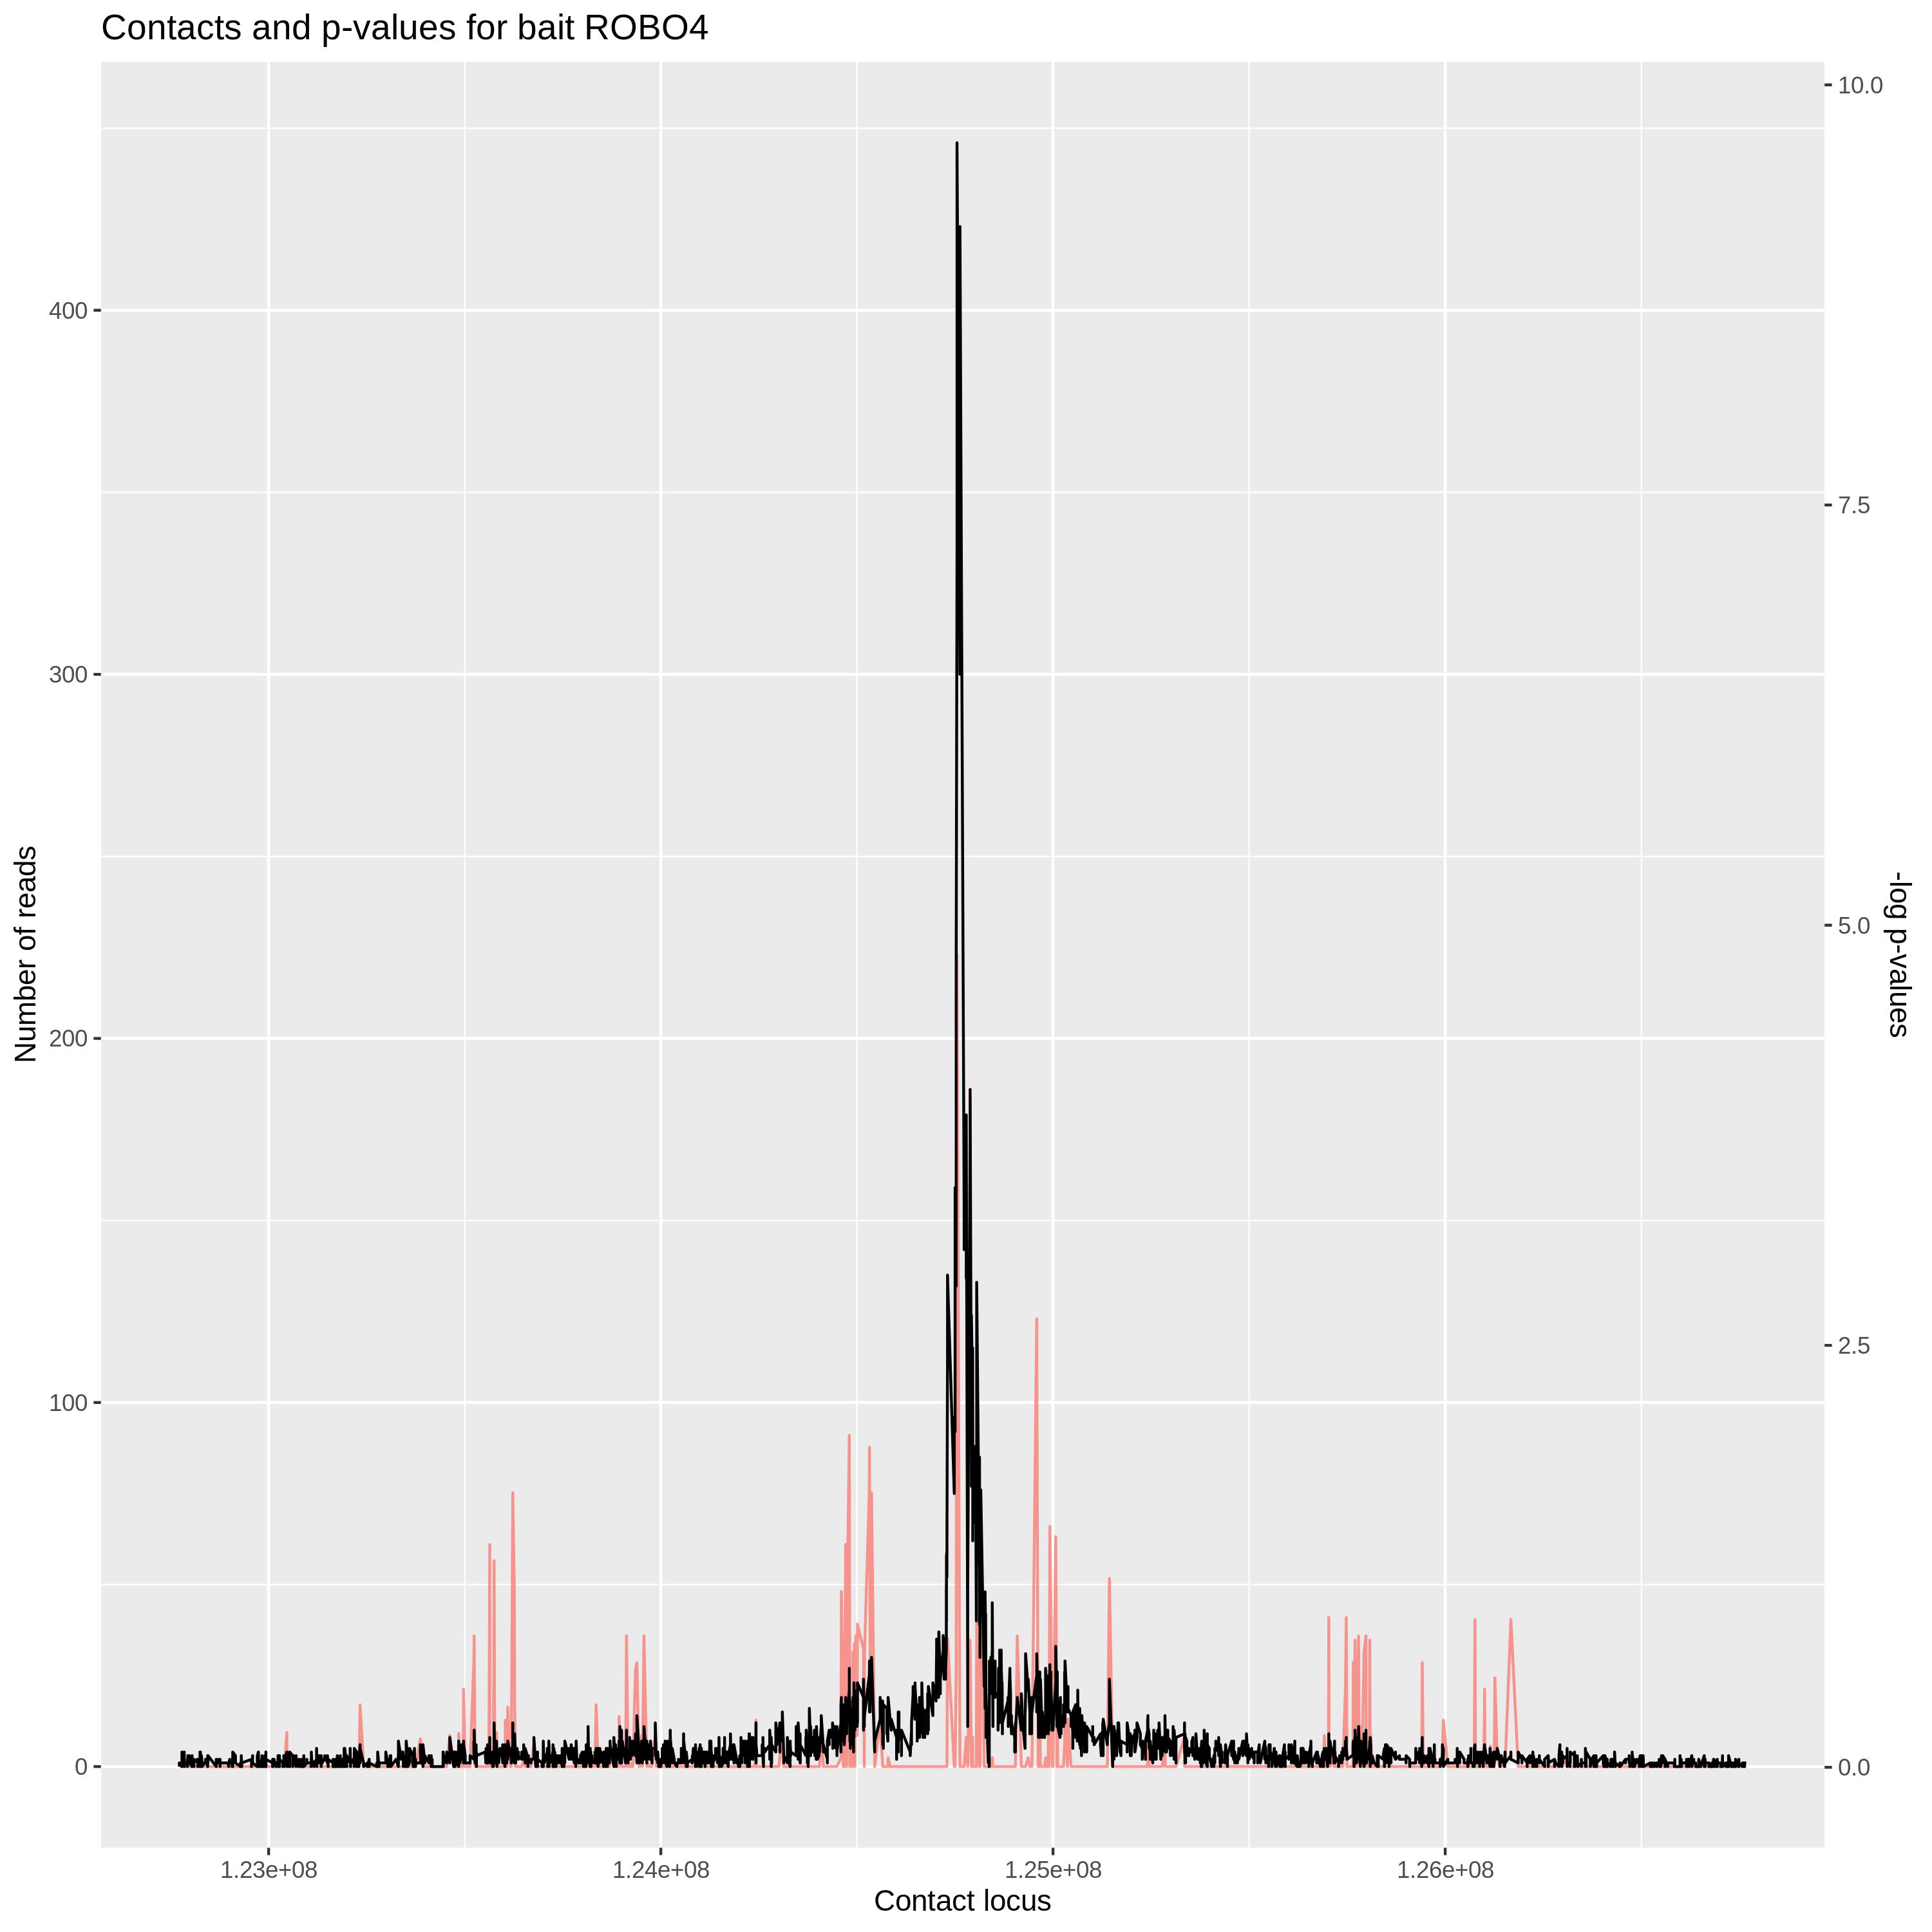 Contacts and p-values for bait ROBO4
Number of reads
400
300
200
100
0
10.0
7.5
5.0
2.5
0.0
-log p-values
1.23e+08
1.24e+08
1.25e+08
1.26e+08
Contact locus